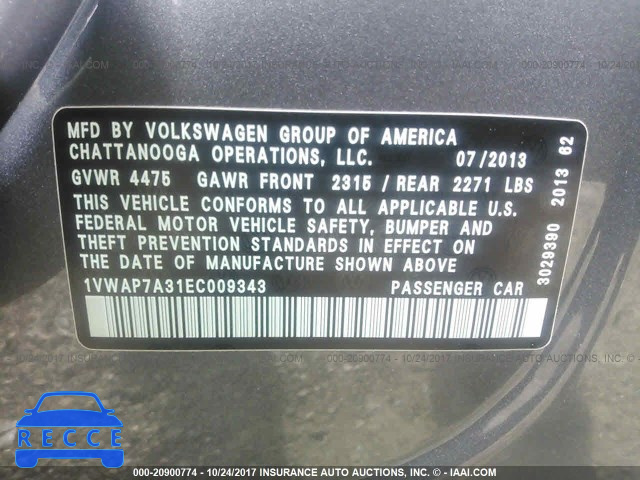 MFD BY VOLKSWAGEN GROUP OF AMERICA
CHATTANOOGA OPERATIONS, LLC. 07/2013
GVWR 4475 GAWR FRONT 2315 / REAR 2271 LBS
THIS VEHICLE CONFORMS TO ALL APPLICABLE U.S.
FEDERAL MOTOR VEHICLE SAFETY, BUMPER AND
THEFT PREVENTION STANDARDS IN EFFECT ON
THE DATE OF MANUFACTURE SHOWN ABOVE
1VWAP7A31EC009343 PASSENGER CAR
3029390 2013 62
RECCE
000-20900774 - 10/24/2017 INSURANCE AUTO AUCTIONS INC. - © IAAI.COM